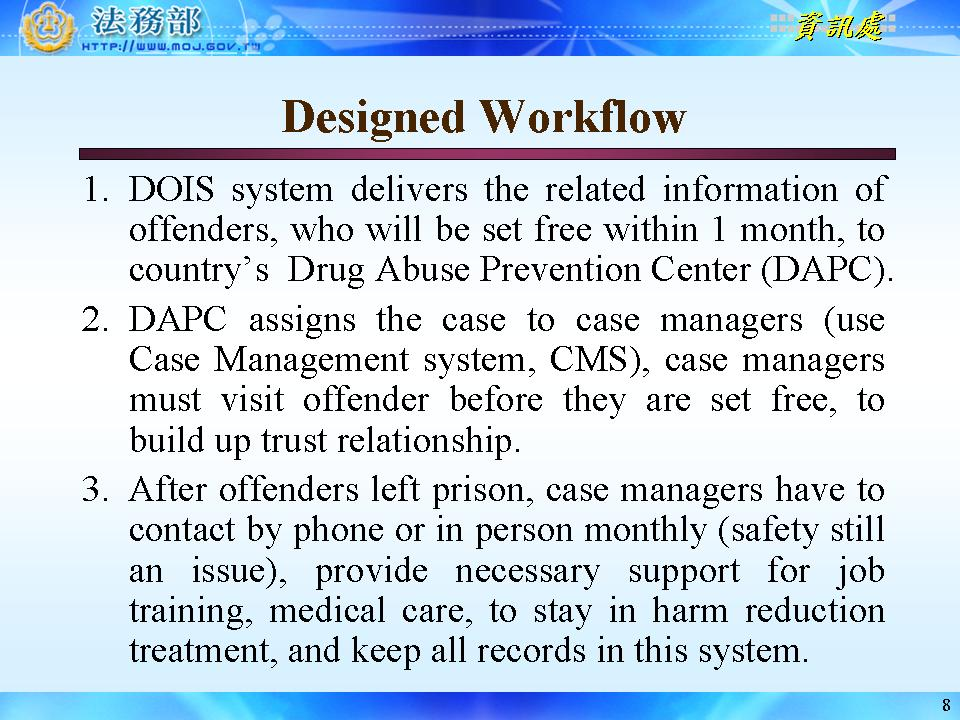 法務部
HTTP://WWW.MOJ.GOV.TW
資訊處
Designed Workflow
1. DOIS system delivers the related information of
offenders, who will be set free within 1 month, to
country’s Drug Abuse Prevention Center (DAPC).
2. DAPC assigns the case to case managers (use
Case Management system, CMS), case managers
must visit offender before they are set free, to
build up trust relationship.
3. After offenders left prison, case managers have to
contact by phone or in person monthly (safety still
an issue), provide necessary support for job
training, medical care, to stay in harm reduction
treatment, and keep all records in this system.
8